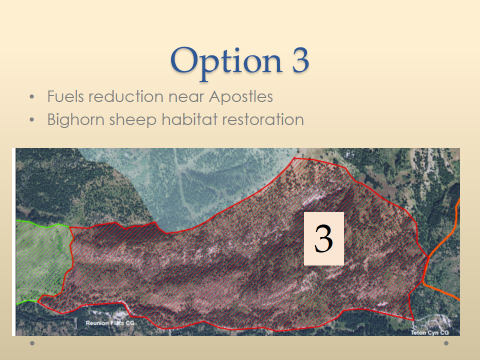 Option 3
• Fuels reduction near Apostles
• Bighorn sheep habitat restoration
3
Reunion Flats CG
Teton Cyn CG